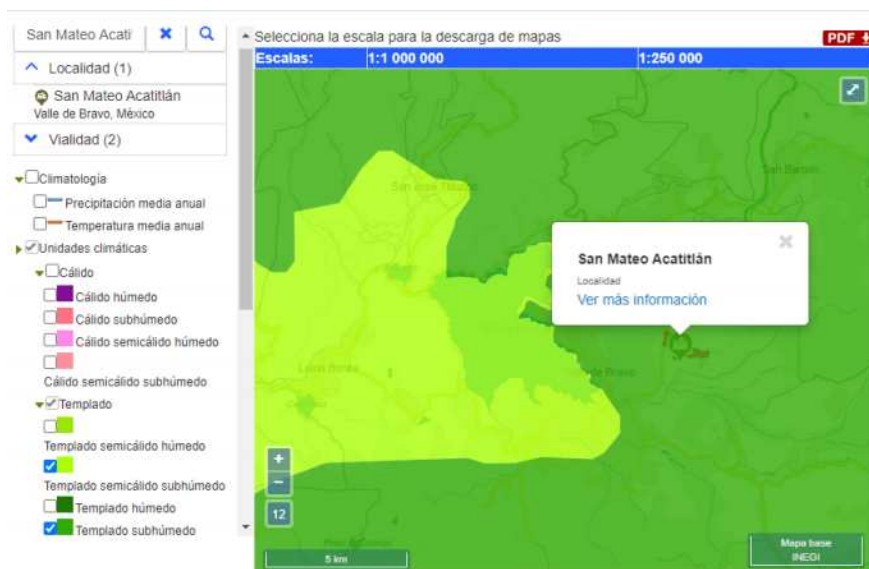 San Mateo Acati
Localidad (1)
San Mateo Acatitlán
Valle de Bravo, México
Vialidad (2)
Climatología
Precipitación media anual
Temperatura media anual
Unidades climáticas
Cálido
Cálido húmedo
Cálido subhúmedo
Cálido semicálido húmedo
Cálido semicálido subhúmedo
Templado
Templado semicálido húmedo
Templado semicálido subhúmedo
Templado húmedo
Templado subhúmedo
Selecciona la escala para la descarga de mapas
PDF
Escalas: 1:1 000 000 1:250 000
San Mateo Acatitlán
Localidad
Ver más información
de Bravo
+
−
12
5 km
Mapa base
INEGI